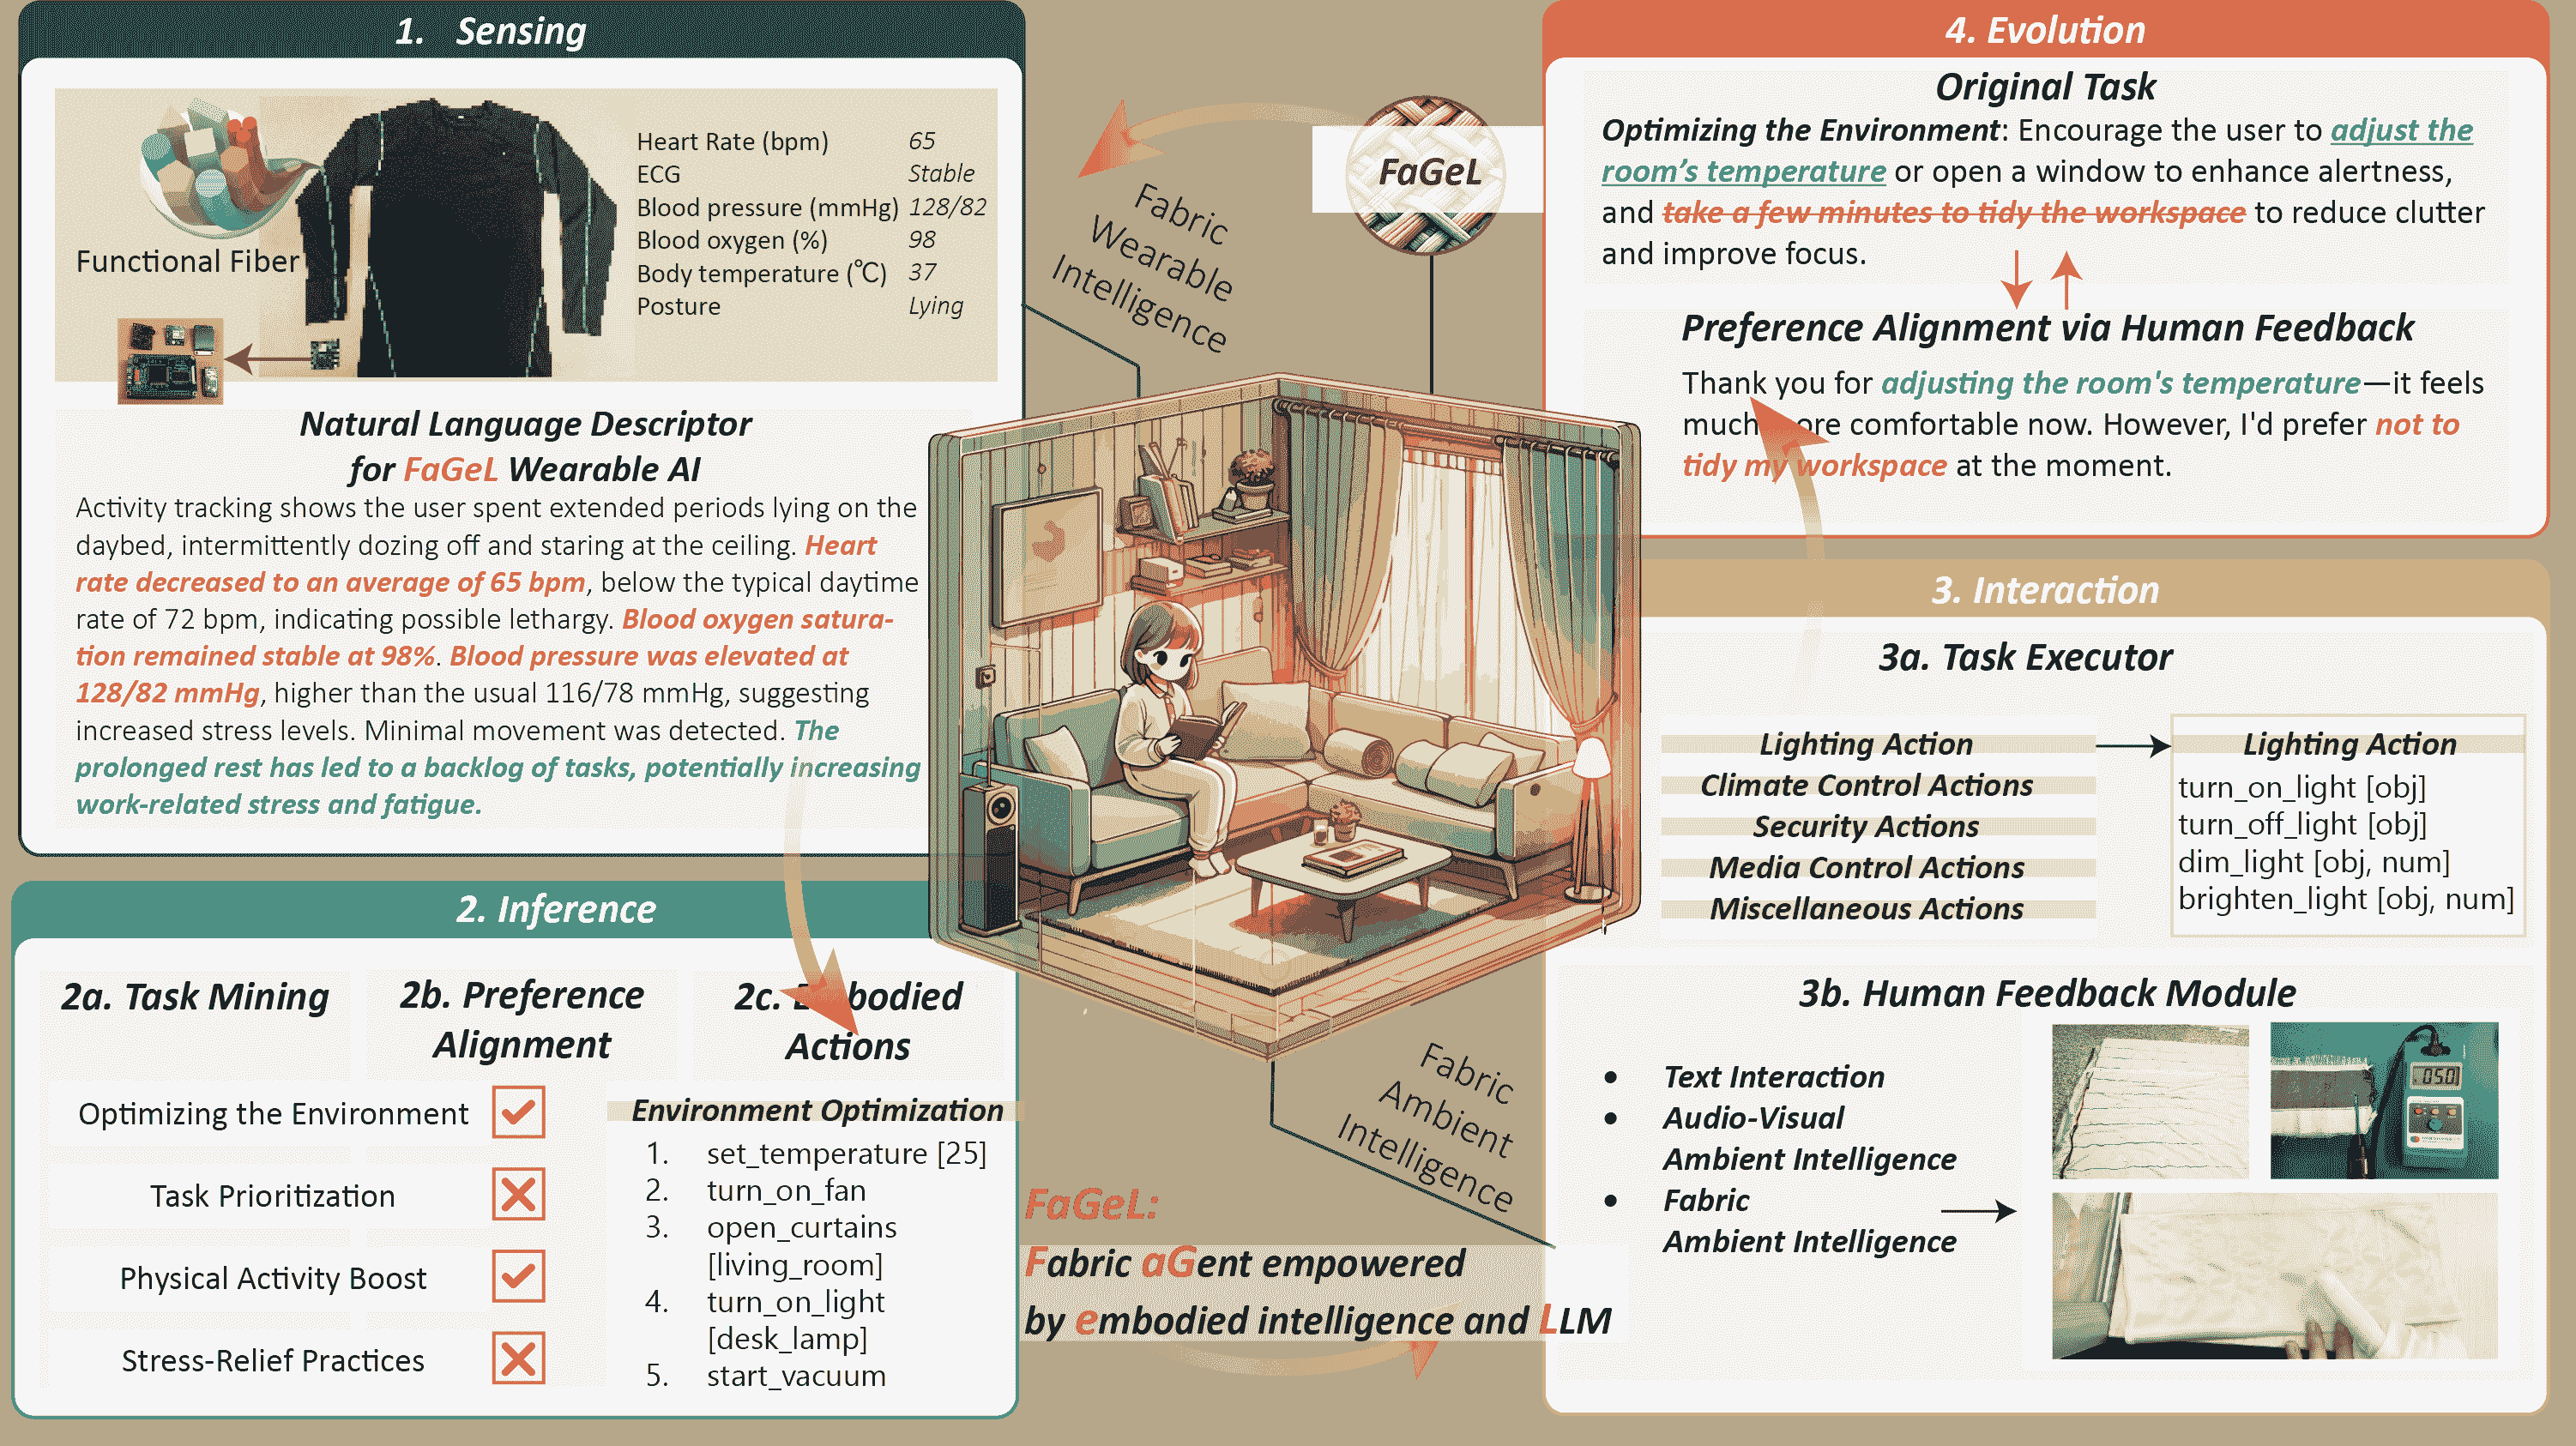 1. Sensing
Functional Fiber
Heart Rate (bpm) 65
ECG Stable
Blood pressure (mmHg) 128/82
Blood oxygen (%) 98
Body temperature (℃) 37
Posture Lying
Natural Language Descriptor
for FaGeL Wearable AI
Activity tracking shows the user spent extended periods lying on the
daybed, intermittently dozing off and staring at the ceiling. Heart
rate decreased to an average of 65 bpm, below the typical daytime
rate of 72 bpm, indicating possible lethargy. Blood oxygen satura-
tion remained stable at 98%. Blood pressure was elevated at
128/82 mmHg, higher than the usual 116/78 mmHg, suggesting
increased stress levels. Minimal movement was detected. The
prolonged rest has led to a backlog of tasks, potentially increasing
work-related stress and fatigue.
2. Inference
2a. Task Mining
2b. Preference
Alignment
2c. Embodied
Actions
Optimizing the Environment
Task Prioritization
Physical Activity Boost
Stress-Relief Practices
Environment Optimization
1. set_temperature [25]
2. turn_on_fan
3. open_curtains
[living_room]
4. turn_on_light
[desk_lamp]
5. start_vacuum
FaGeL
Fabric
Wearable
Intelligence
Fabric
Ambient
Intelligence
FaGeL:
Fabric aGent empowered
by embodied intelligence and LLM
3. Interaction
3a. Task Executor
Lighting Action
Climate Control Actions
Security Actions
Media Control Actions
Miscellaneous Actions
Lighting Action
turn_on_light [obj]
turn_off_light [obj]
dim_light [obj, num]
brighten_light [obj, num]
3b. Human Feedback Module
• Text Interaction
• Audio-Visual
Ambient Intelligence
• Fabric
Ambient Intelligence
.050
4. Evolution
Original Task
Optimizing the Environment: Encourage the user to adjust the
room’s temperature or open a window to enhance alertness,
and take a few minutes to tidy the workspace to reduce clutter
and improve focus.
Preference Alignment via Human Feedback
Thank you for adjusting the room's temperature—it feels
much more comfortable now. However, I'd prefer not to
tidy my workspace at the moment.